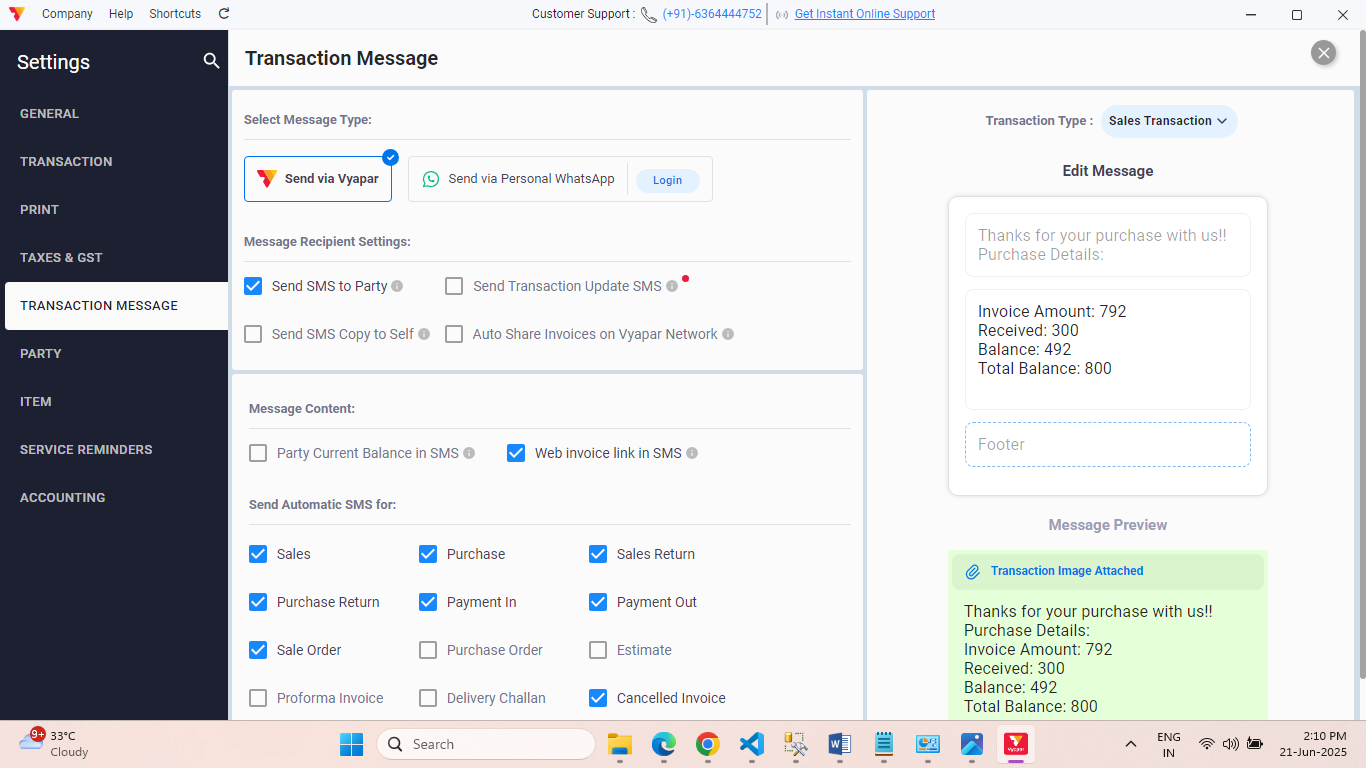 Company Help Shortcuts
Customer Support : (+91)-6364444752 Get Instant Online Support
Settings
GENERAL
TRANSACTION
PRINT
TAXES & GST
TRANSACTION MESSAGE
PARTY
ITEM
SERVICE REMINDERS
ACCOUNTING
Transaction Message
Select Message Type:
Send via Vyapar
Send via Personal WhatsApp
Login
Message Recipient Settings:
Send SMS to Party
Send Transaction Update SMS
Send SMS Copy to Self
Auto Share Invoices on Vyapar Network
Message Content:
Party Current Balance in SMS
Web invoice link in SMS
Send Automatic SMS for:
Sales
Purchase
Sales Return
Purchase Return
Payment In
Payment Out
Sale Order
Purchase Order
Estimate
Proforma Invoice
Delivery Challan
Cancelled Invoice
Transaction Type :
Sales Transaction
Edit Message
Thanks for your purchase with us!!
Purchase Details:
Invoice Amount: 792
Received: 300
Balance: 492
Total Balance: 800
Footer
Message Preview
Transaction Image Attached
Thanks for your purchase with us!!
Purchase Details:
Invoice Amount: 792
Received: 300
Balance: 492
Total Balance: 800
9+
33°C
Cloudy
Search
Vyapar
ENG
IN
2:10 PM
21-Jun-2025